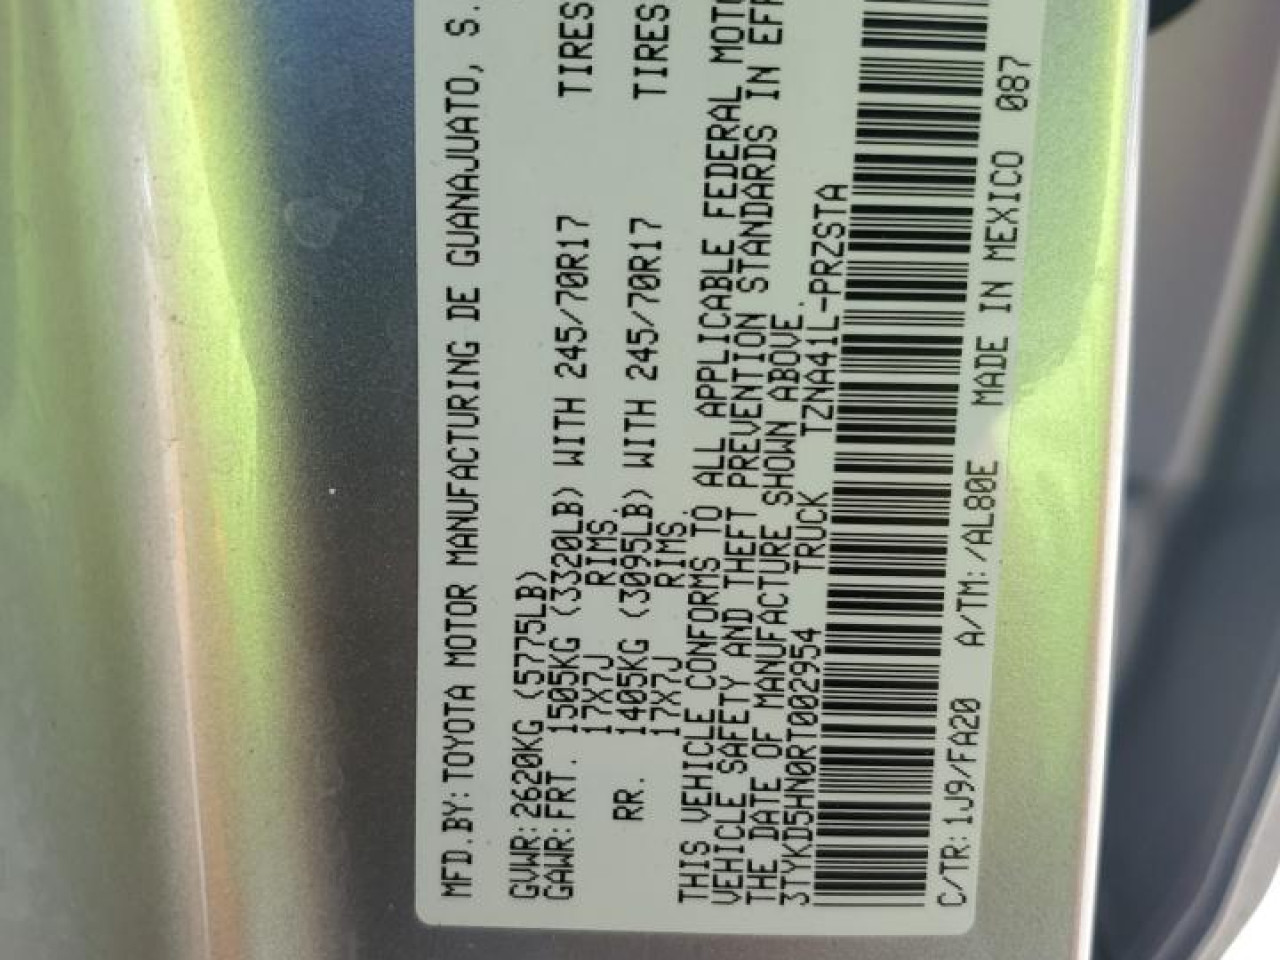 MFD.BY:TOYOTA MOTOR MANUFACTURING DE GUANAJUATO, S.
GVWR:2620KG (5775LB)
GAWR:FRT. 1505KG (3320LB) WITH 245/70R17 TIRES
17X7J RIMS.
RR. 1405KG (3095LB) WITH 245/70R17 TIRES
17X7J RIMS.
THIS VEHICLE CONFORMS TO ALL APPLICABLE FEDERAL MOTO
VEHICLE SAFETY AND THEFT PREVENTION STANDARDS IN EFF
THE DATE OF MANUFACTURE SHOWN ABOVE.
3TYKD5HN0RT002954 TRUCK TZNA41L-PRZSTA
C/TR:1J9/FA20 A/TM:/AL80E MADE IN MEXICO 087